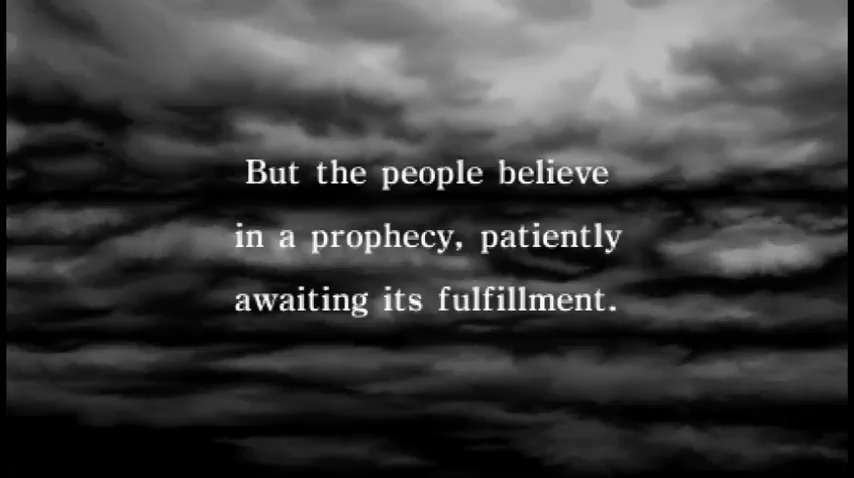 But the people believe
in a prophecy, patiently
awaiting its fulfillment.